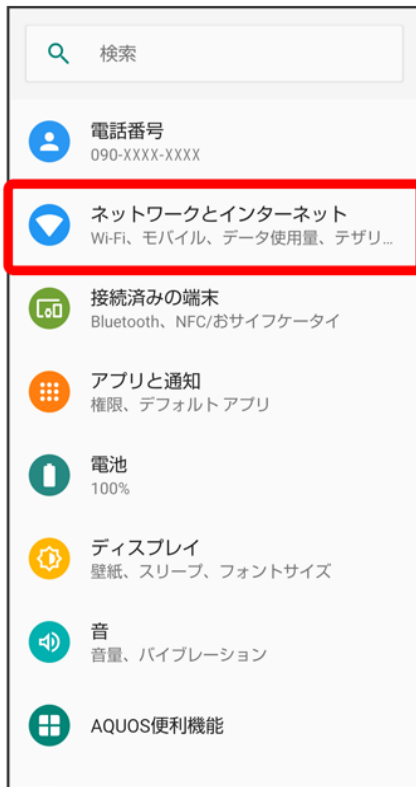 検索
電話番号
090-XXXX-XXXX
ネットワークとインターネット
Wi-Fi、モバイル、データ使用量、テザリ...
接続済みの端末
Bluetooth、NFC/おサイフケータイ
アプリと通知
権限、デフォルト アプリ
電池
100%
ディスプレイ
壁紙、スリープ、フォントサイズ
音
音量、バイブレーション
AQUOS便利機能